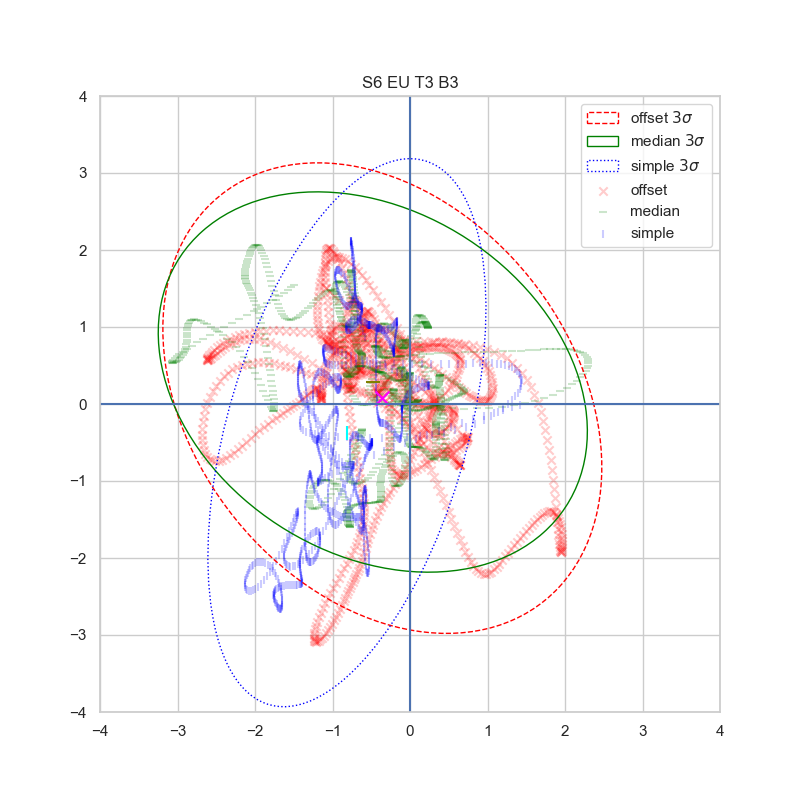 S6 EU T3 B3
4
3
2
1
0
−1
−2
−3
−4
−4 −3 −2 −1 0 1 2 3 4
offset 3σ
median 3σ
simple 3σ
offset
median
simple